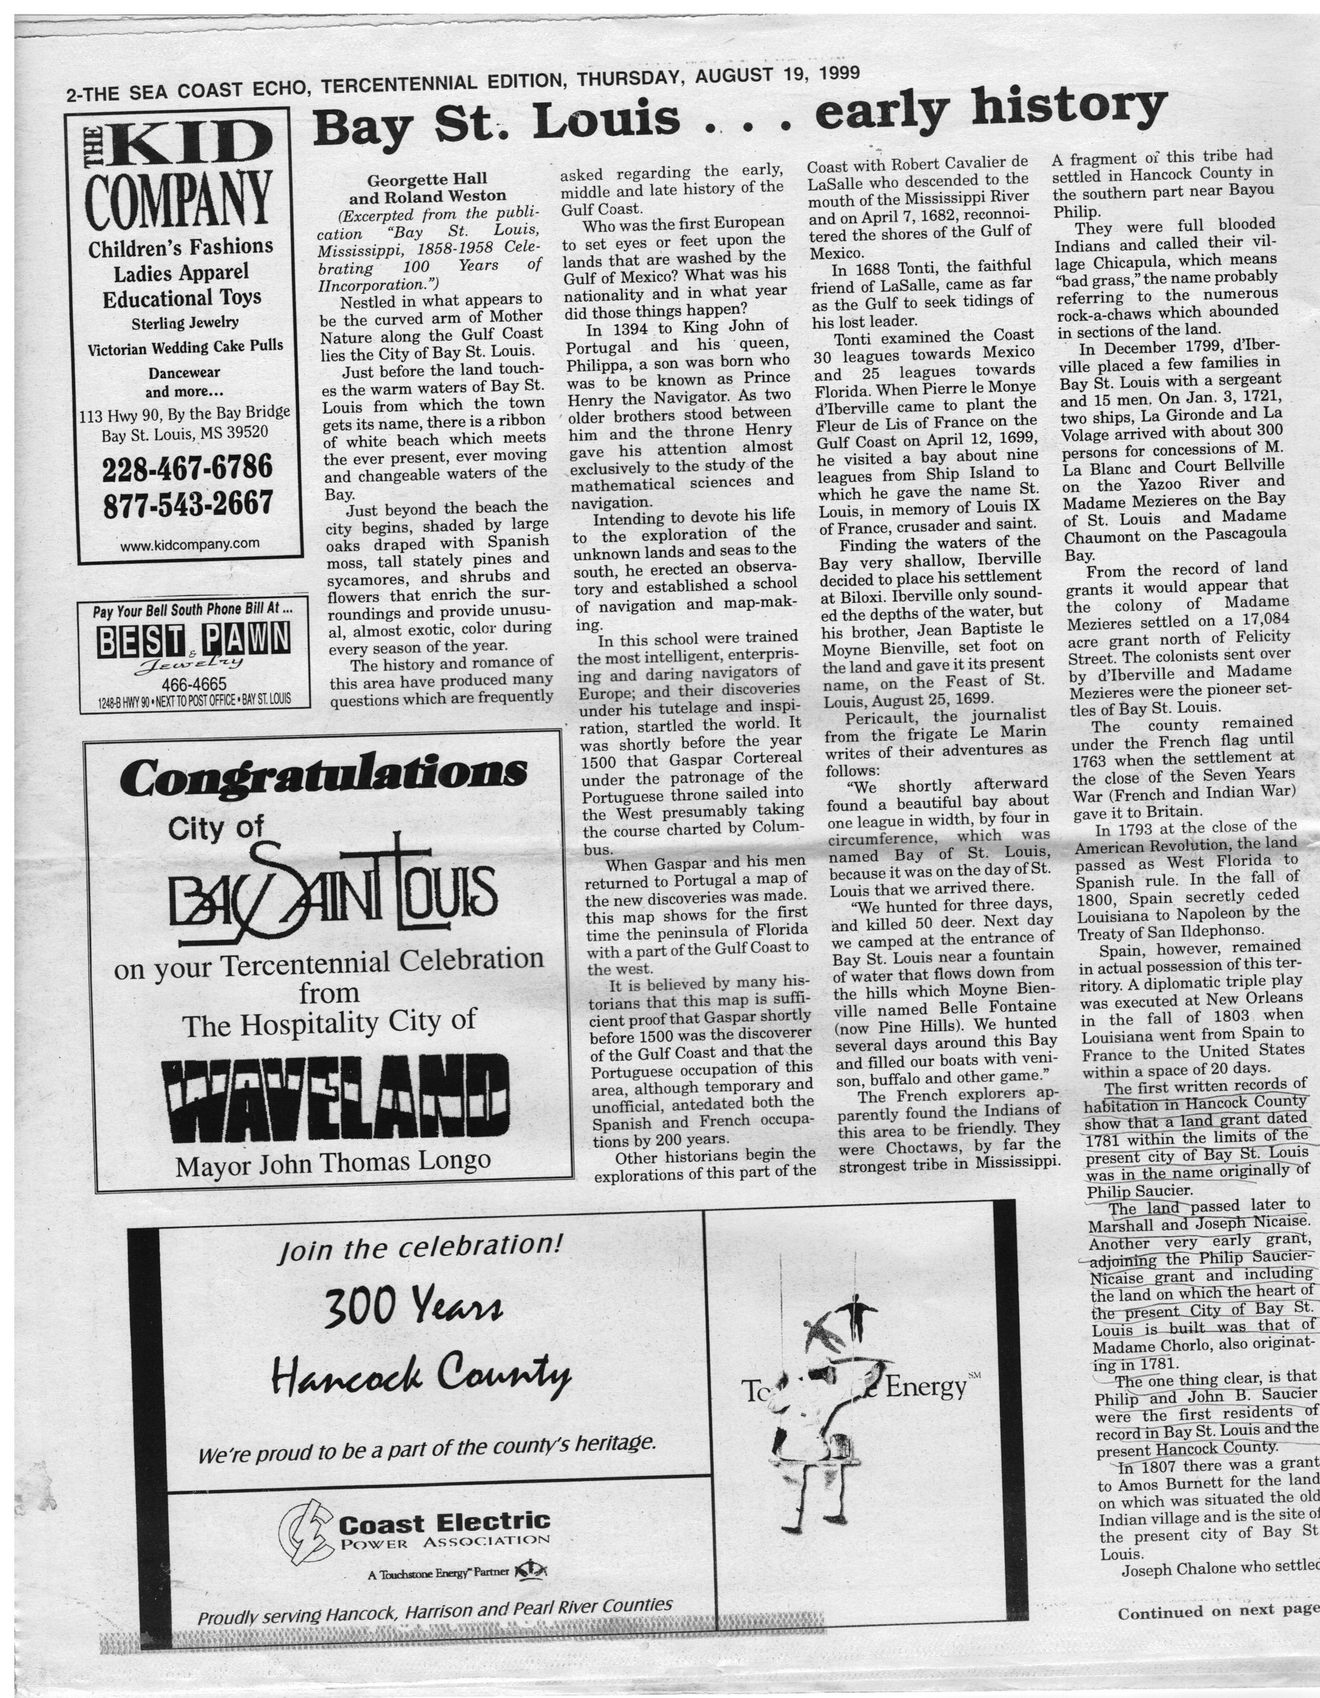 2-THE SEA COAST ECHO, TERCENTENNIAL EDITION, THURSDAY, AUGUST 19, 1999
THE KID
COMPANY
Children's Fashions
Ladies Apparel
Educational Toys
Sterling Jewelry
Victorian Wedding Cake Pulls
Dancewear
and more...
113 Hwy 90, By the Bay Bridge
Bay St. Louis, MS 39520
228-467-6786
877-543-2667
www.kidcompany.com
Pay Your Bell South Phone Bill At ...
BEST & PAWN
Jewelry
466-4665
1248-B HWY 90 • NEXT TO POST OFFICE • BAY ST. LOUIS
Bay St. Louis . . . early history
Georgette Hall
and Roland Weston
(Excerpted from the publi-
cation "Bay St. Louis,
Mississippi, 1858-1958 Cele-
brating 100 Years of
IIncorporation.")
Nestled in what appears to
be the curved arm of Mother
Nature along the Gulf Coast
lies the City of Bay St. Louis.
Just before the land touch-
es the warm waters of Bay St.
Louis from which the town
gets its name, there is a ribbon
of white beach which meets
the ever present, ever moving
and changeable waters of the
Bay.
Just beyond the beach the
city begins, shaded by large
oaks draped with Spanish
moss, tall stately pines and
sycamores, and shrubs and
flowers that enrich the sur-
roundings and provide unusu-
al, almost exotic, color during
every season of the year.
The history and romance of
this area have produced many
questions which are frequently
asked regarding the early,
middle and late history of the
Gulf Coast.
Who was the first European
to set eyes or feet upon the
lands that are washed by the
Gulf of Mexico? What was his
nationality and in what year
did those things happen?
In 1394 to King John of
Portugal and his queen,
Philippa, a son was born who
was to be known as Prince
Henry the Navigator. As two
older brothers stood between
him and the throne Henry
gave his attention almost
exclusively to the study of the
mathematical sciences and
navigation.
Intending to devote his life
to the exploration of the
unknown lands and seas to the
south, he erected an observa-
tory and established a school
of navigation and map-mak-
ing.
In this school were trained
the most intelligent, enterpris-
ing and daring navigators of
Europe; and their discoveries
under his tutelage and inspi-
ration, startled the world. It
was shortly before the year
1500 that Gaspar Cortereal
under the patronage of the
Portuguese throne sailed into
the West presumably taking
the course charted by Colum-
bus.
When Gaspar and his men
returned to Portugal a map of
the new discoveries was made.
this map shows for the first
time the peninsula of Florida
with a part of the Gulf Coast to
the west.
It is believed by many his-
torians that this map is suffi-
cient proof that Gaspar shortly
before 1500 was the discoverer
of the Gulf Coast and that the
Portuguese occupation of this
area, although temporary and
unofficial, antedated both the
Spanish and French occupa-
tions by 200 years.
Other historians begin the
explorations of this part of the
Coast with Robert Cavalier de
LaSalle who descended to the
mouth of the Mississippi River
and on April 7, 1682, reconnoi-
tered the shores of the Gulf of
Mexico.
In 1688 Tonti, the faithful
friend of LaSalle, came as far
as the Gulf to seek tidings of
his lost leader.
Tonti examined the Coast
30 leagues towards Mexico
and 25 leagues towards
Florida. When Pierre le Monye
d'Iberville came to plant the
Fleur de Lis of France on the
Gulf Coast on April 12, 1699,
he visited a bay about nine
leagues from Ship Island to
which he gave the name St.
Louis, in memory of Louis IX
of France, crusader and saint.
Finding the waters of the
Bay very shallow, Iberville
decided to place his settlement
at Biloxi. Iberville only sound-
ed the depths of the water, but
his brother, Jean Baptiste le
Moyne Bienville, set foot on
the land and gave it its present
name, on the Feast of St.
Louis, August 25, 1699.
Pericault, the journalist
from the frigate Le Marin
writes of their adventures as
follows:
"We shortly afterward
found a beautiful bay about
one league in width, by four in
circumference, which was
named Bay of St. Louis,
because it was on the day of St.
Louis that we arrived there.
"We hunted for three days,
and killed 50 deer. Next day
we camped at the entrance of
Bay St. Louis near a fountain
of water that flows down from
the hills which Moyne Bien-
ville named Belle Fontaine
(now Pine Hills). We hunted
several days around this Bay
and filled our boats with veni-
son, buffalo and other game."
The French explorers ap-
parently found the Indians of
this area to be friendly. They
were Choctaws, by far the
strongest tribe in Mississippi.
A fragment of this tribe had
settled in Hancock County in
the southern part near Bayou
Philip.
They were full blooded
Indians and called their vil-
lage Chicapula, which means
"bad grass," the name probably
referring to the numerous
rock-a-chaws which abounded
in sections of the land.
In December 1799, d'Iber-
ville placed a few families in
Bay St. Louis with a sergeant
and 15 men. On Jan. 3, 1721,
two ships, La Gironde and La
Volage arrived with about 300
persons for concessions of M.
La Blanc and Court Bellville
on the Yazoo River and
Madame Mezieres on the Bay
of St. Louis and Madame
Chaumont on the Pascagoula
Bay.
From the record of land
grants it would appear that
the colony of Madame
Mezieres settled on a 17,084
acre grant north of Felicity
Street. The colonists sent over
by d'Iberville and Madame
Mezieres were the pioneer set-
tles of Bay St. Louis.
The county remained
under the French flag until
1763 when the settlement at
the close of the Seven Years
War (French and Indian War)
gave it to Britain.
In 1793 at the close of the
American Revolution, the land
passed as West Florida to
Spanish rule. In the fall of
1800, Spain secretly ceded
Louisiana to Napoleon by the
Treaty of San Ildephonso.
Spain, however, remained
in actual possession of this ter-
ritory. A diplomatic triple play
was executed at New Orleans
in the fall of 1803 when
Louisiana went from Spain to
France to the United States
within a space of 20 days.
The first written records of
habitation in Hancock County
show that a land grant dated
1781 within the limits of the
present city of Bay St. Louis
was in the name originally of
Philip Saucier.
The land passed later to
Marshall and Joseph Nicaise.
Another very early grant,
adjoining the Philip Saucier-
Nicaise grant and including
the land on which the heart of
the present City of Bay St.
Louis is built was that of
Madame Chorlo, also originat-
ing in 1781.
The one thing clear, is that
Philip and John B. Saucier
were the first residents of
record in Bay St. Louis and the
present Hancock County.
In 1807 there was a grant
to Amos Burnett for the land
on which was situated the old
Indian village and is the site of
the present city of Bay St
Louis.
Joseph Chalone who settled
Continued on next page
Congratulations
City of
BAY SAINT LOUIS
on your Tercentennial Celebration
from
The Hospitality City of
WAVELAND
Mayor John Thomas Longo
Join the celebration!
300 Years
Hancock County
We're proud to be a part of the county's heritage.
Coast Electric
POWER ASSOCIATION
A Touchstone Energy℠ Partner
Proudly serving Hancock, Harrison and Pearl River Counties
Energy℠